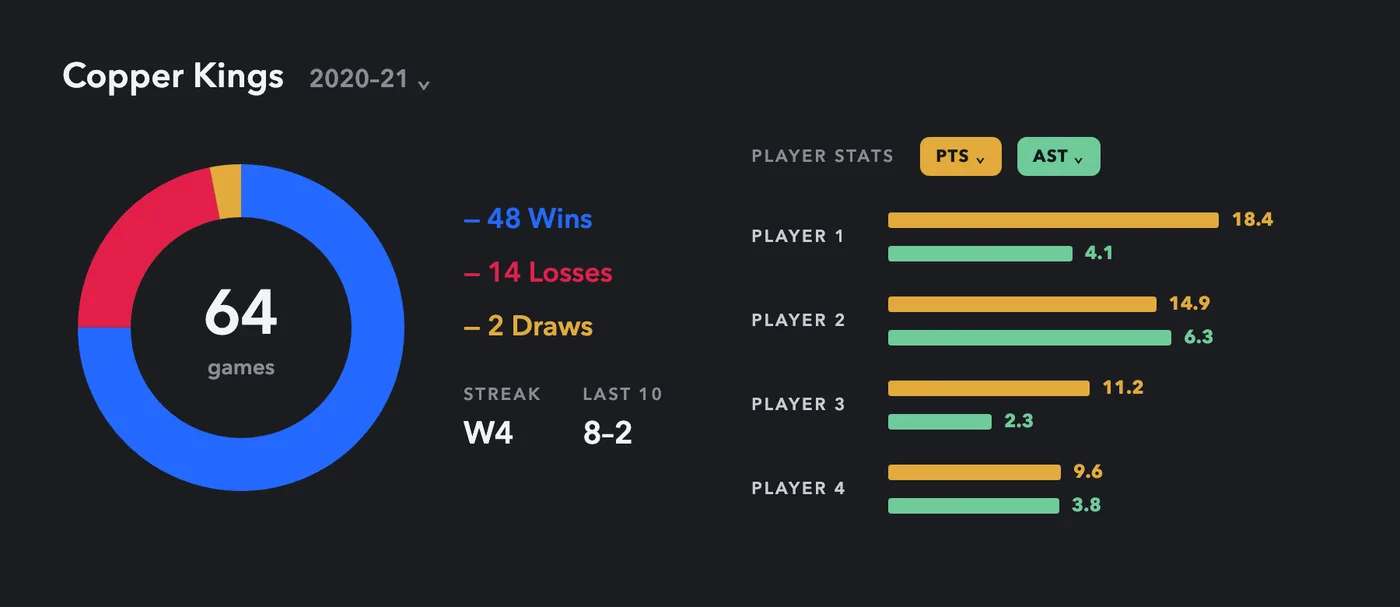 Copper Kings 2020–21
64
games
– 48 Wins
– 14 Losses
– 2 Draws
STREAK LAST 10
W4 8–2
PLAYER STATS PTS AST
PLAYER 1
18.4
4.1
PLAYER 2
14.9
6.3
PLAYER 3
11.2
2.3
PLAYER 4
9.6
3.8